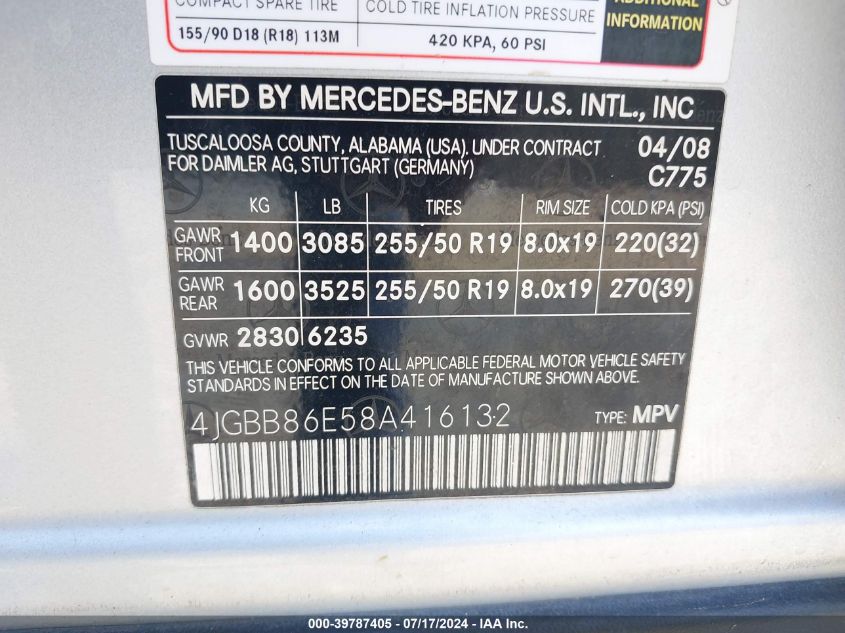 COMPACT SPARE TIRE COLD TIRE INFLATION PRESSURE ADDITIONAL
INFORMATION
155/90 D18 (R18) 113M 420 KPA, 60 PSI
MFD BY MERCEDES-BENZ U.S. INTL., INC
TUSCALOOSA COUNTY, ALABAMA (USA). UNDER CONTRACT 04/08
FOR DAIMLER AG, STUTTGART (GERMANY) C775
KG LB TIRES RIM SIZE COLD KPA (PSI)
GAWR FRONT 1400 3085 255/50 R19 8.0x19 220(32)
GAWR REAR 1600 3525 255/50 R19 8.0x19 270(39)
GVWR 2830 6235
THIS VEHICLE CONFORMS TO ALL APPLICABLE FEDERAL MOTOR VEHICLE SAFETY
STANDARDS IN EFFECT ON THE DATE OF MANUFACTURE SHOWN ABOVE.
4JGBB86E58A416132 TYPE: MPV
000-39787405 - 07/17/2024 - IAAI.com